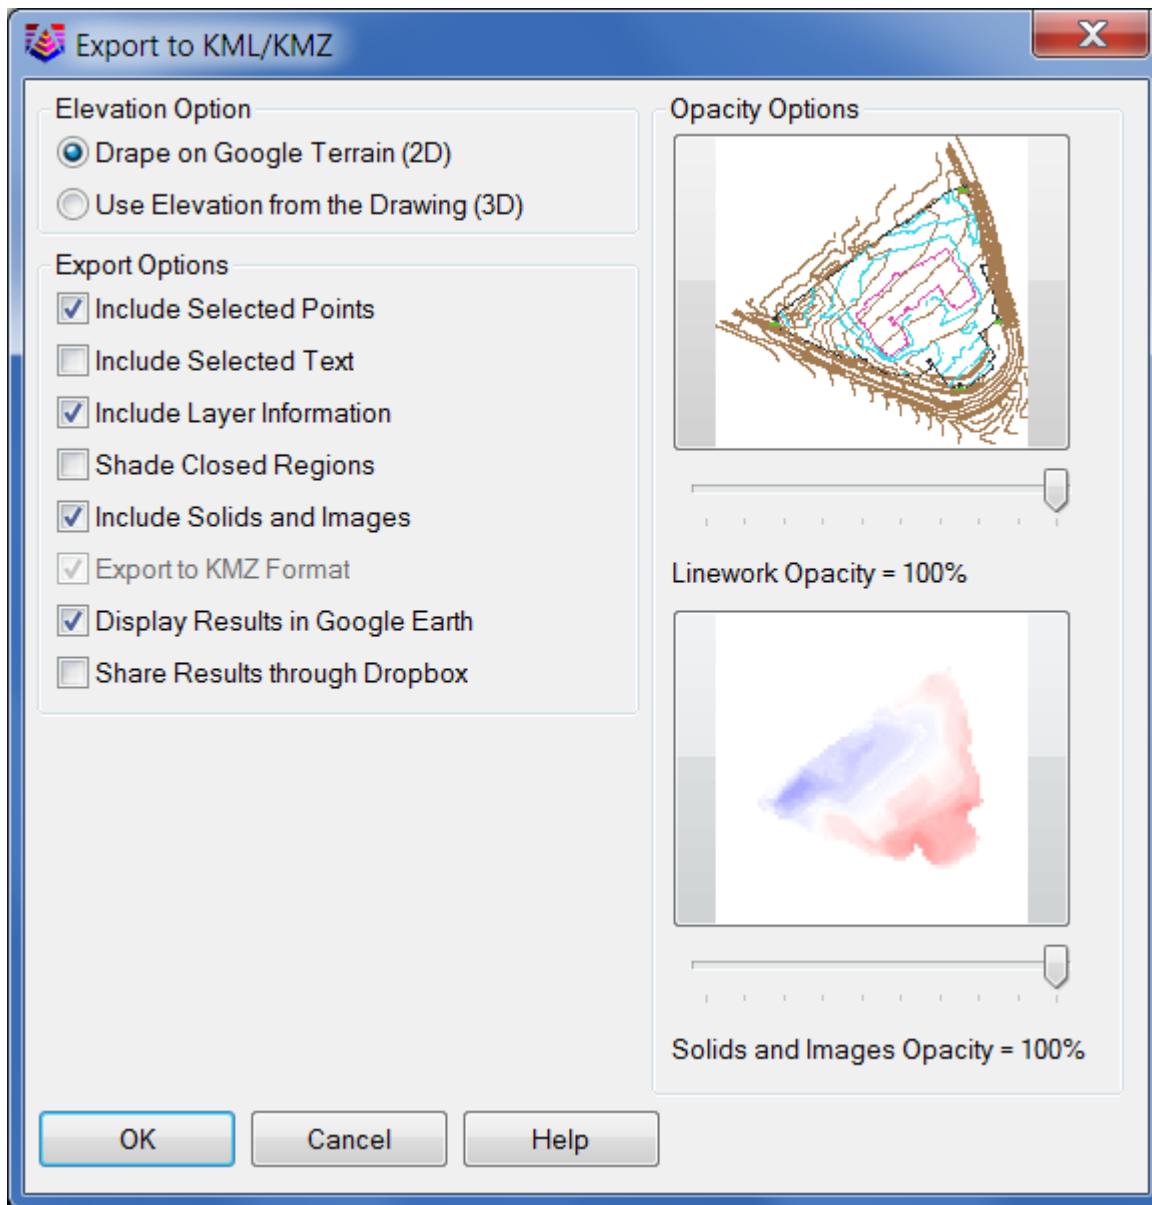 Export to KML/KMZ
Elevation Option
Drape on Google Terrain (2D)
Use Elevation from the Drawing (3D)
Export Options
Include Selected Points
Include Selected Text
Include Layer Information
Shade Closed Regions
Include Solids and Images
Export to KMZ Format
Display Results in Google Earth
Share Results through Dropbox
Opacity Options
Linework Opacity = 100%
Solids and Images Opacity = 100%
OK
Cancel
Help